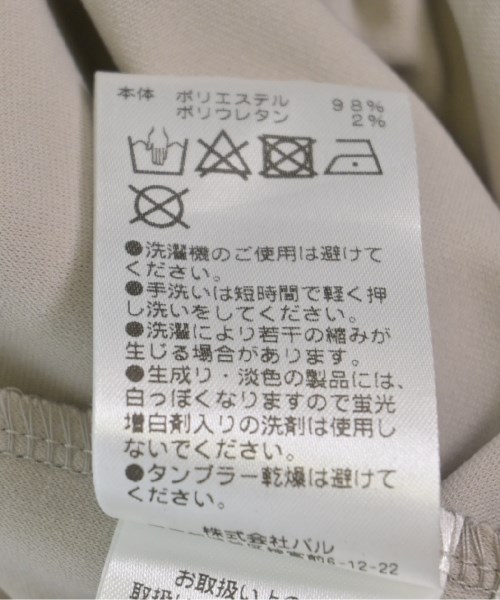 本体 ポリエステル 98%
ポリウレタン 2%
●洗濯機のご使用は避けて
ください。
●手洗いは短時間で軽く押
し洗いをしてください。
●洗濯により若干の縮みが
生じる場合があります。
●生成り・淡色の製品には、
白っぽくなりますので蛍光
増白剤入りの洗剤は使用し
ないでください。
●タンブラー乾燥は避けて
ください。
株式会社パル
6-12-22
お取扱い上の
取扱い